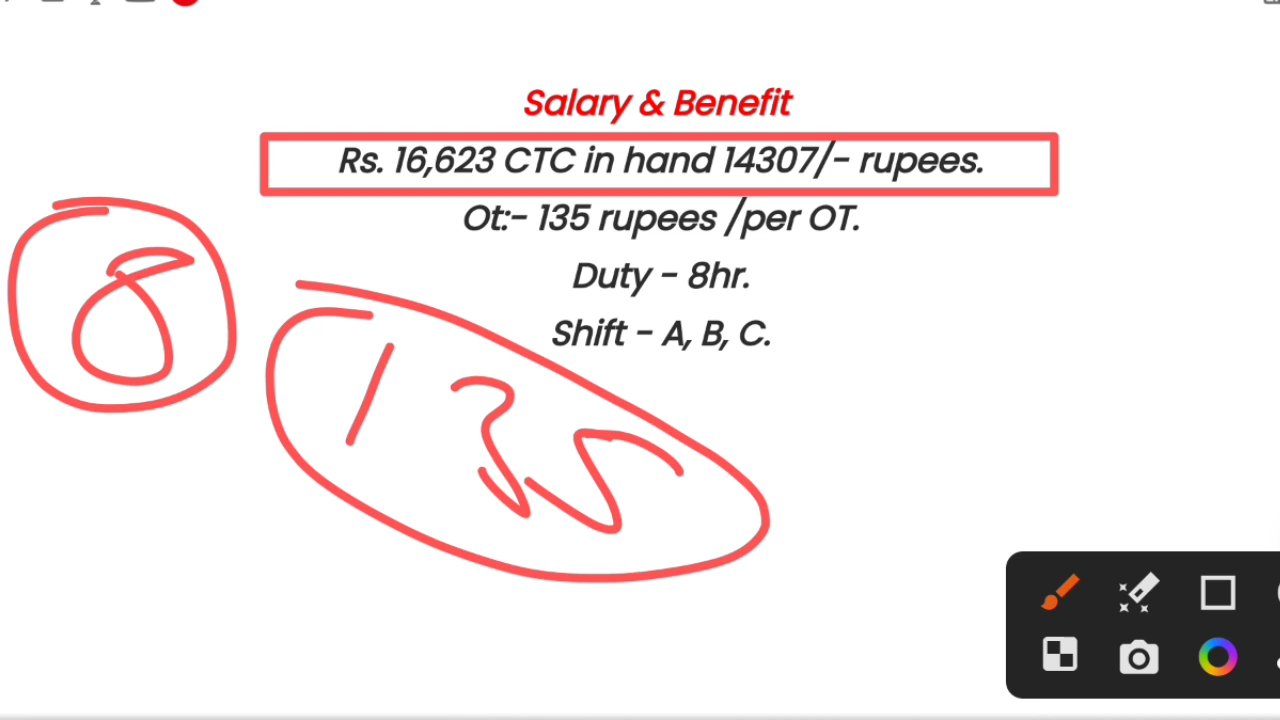 Salary & Benefit
Rs. 16,623 CTC in hand 14307/- rupees.
Ot:- 135 rupees /per OT.
Duty - 8hr.
Shift - A, B, C.
8
135